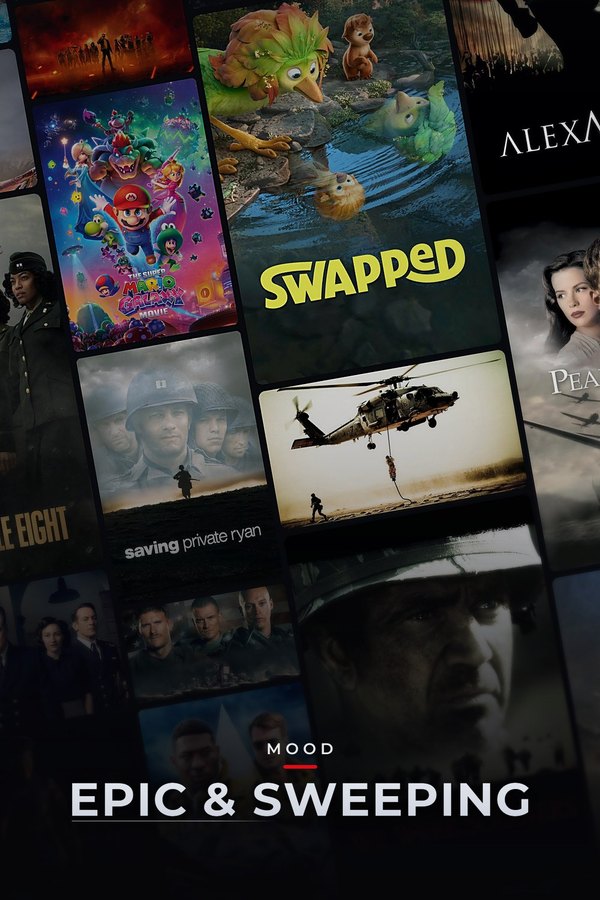 ALEXA
THE SUPER
MARIO
GALAXY
MOVIE
SWAPPED
PEA
LE EIGHT
saving private ryan
MOOD
EPIC & SWEEPING